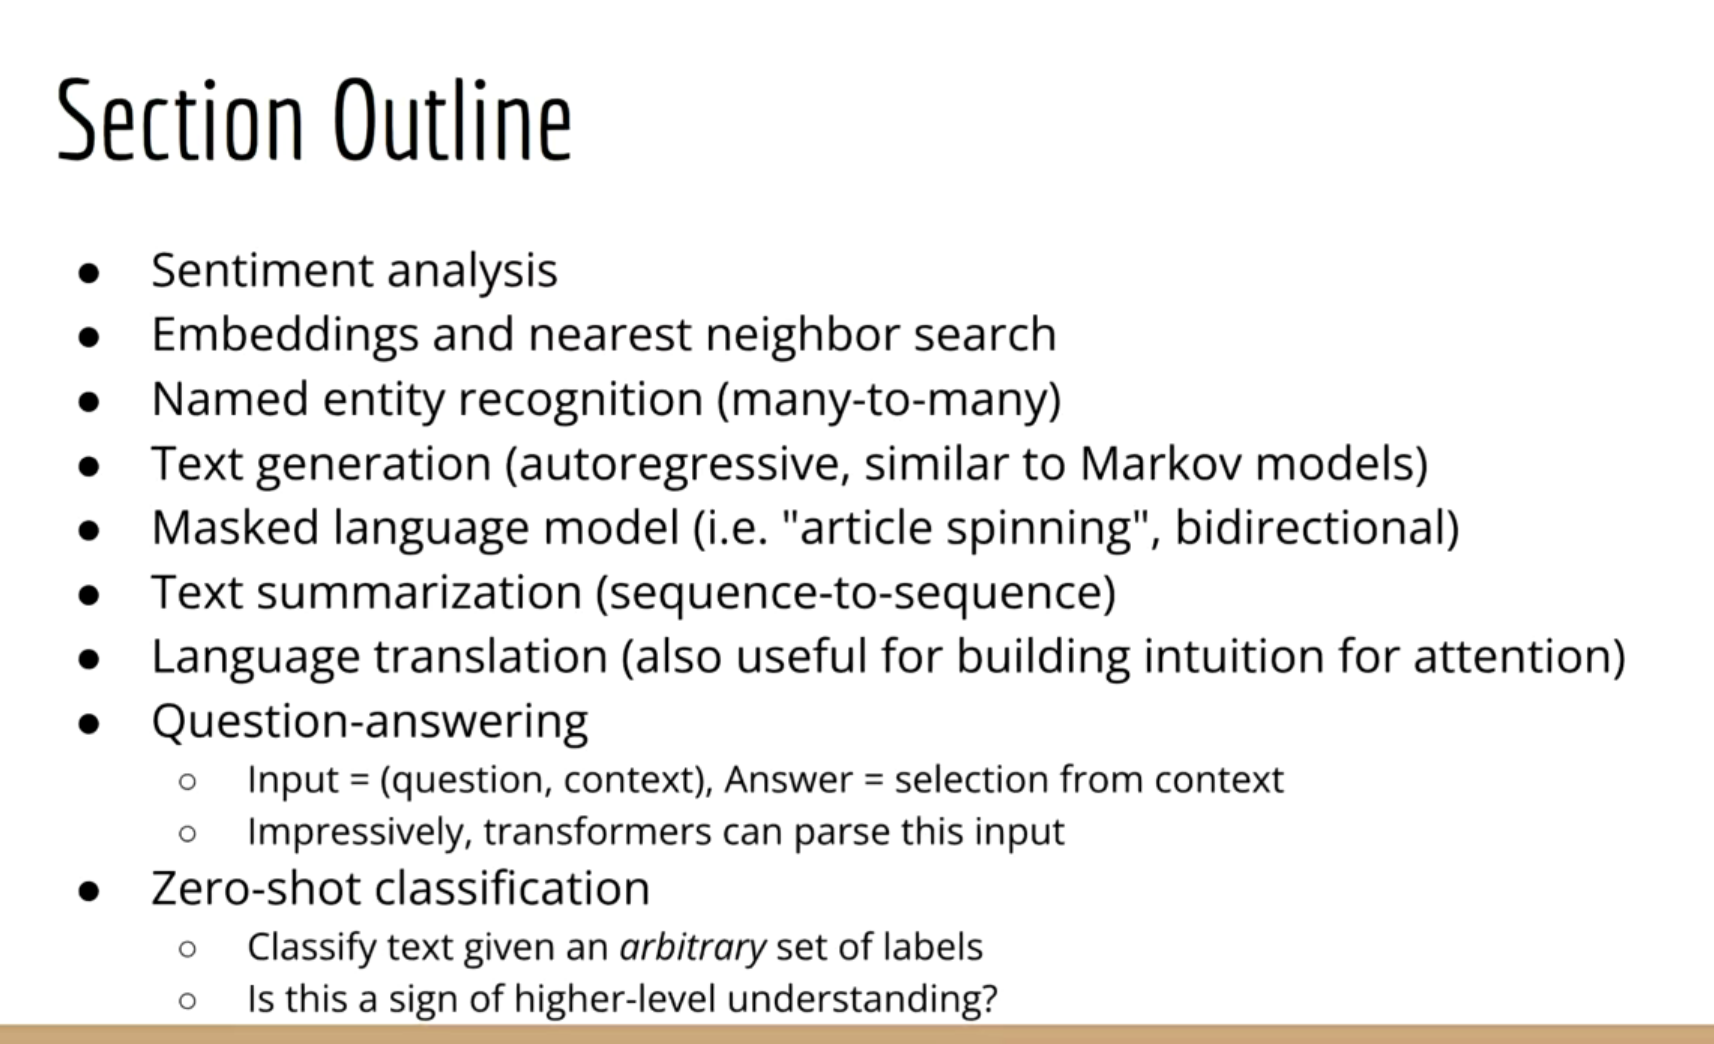 Section Outline
● Sentiment analysis
● Embeddings and nearest neighbor search
● Named entity recognition (many-to-many)
● Text generation (autoregressive, similar to Markov models)
● Masked language model (i.e. "article spinning", bidirectional)
● Text summarization (sequence-to-sequence)
● Language translation (also useful for building intuition for attention)
● Question-answering
○ Input = (question, context), Answer = selection from context
○ Impressively, transformers can parse this input
● Zero-shot classification
○ Classify text given an arbitrary set of labels
○ Is this a sign of higher-level understanding?